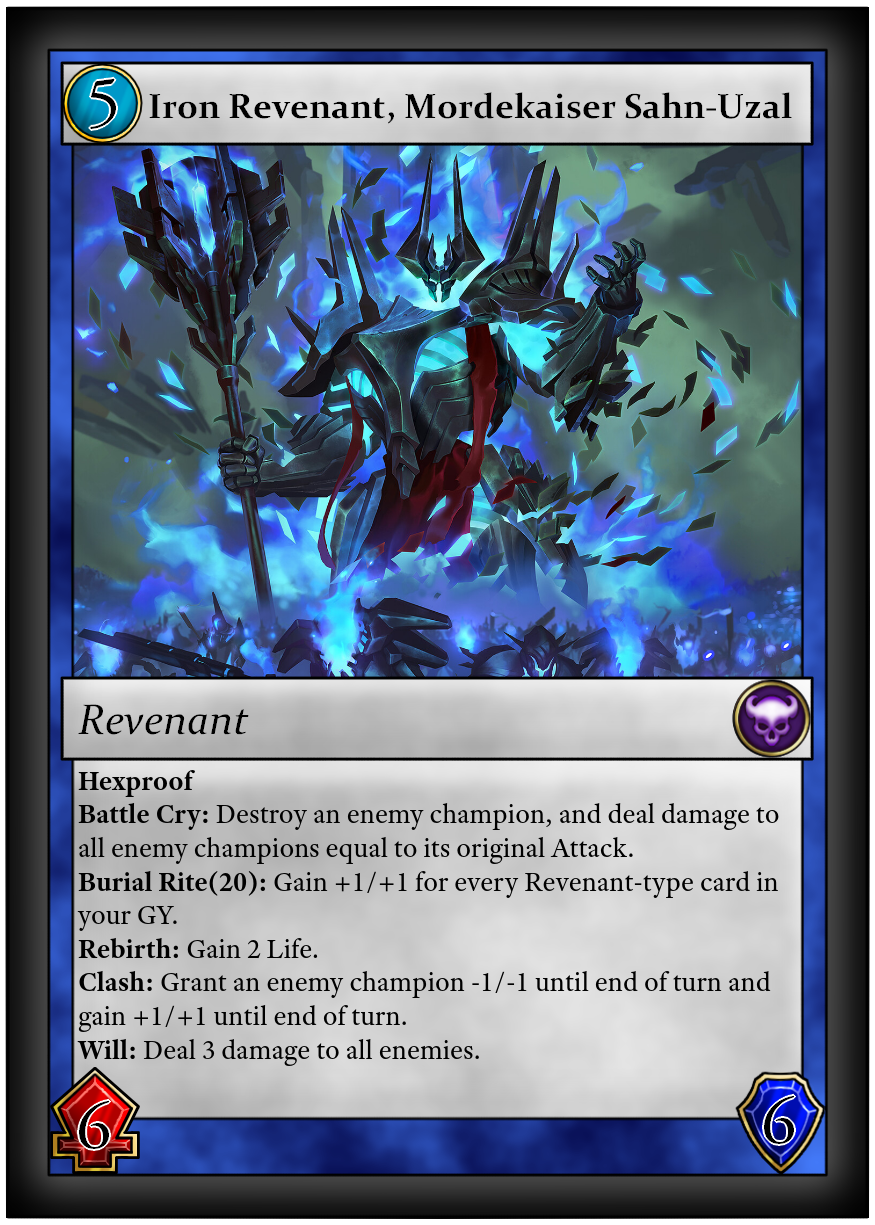 5 Iron Revenant, Mordekaiser Sahn-Uzal
Revenant
Hexproof
Battle Cry: Destroy an enemy champion, and deal damage to
all enemy champions equal to its original Attack.
Burial Rite(20): Gain +1/+1 for every Revenant-type card in
your GY.
Rebirth: Gain 2 Life.
Clash: Grant an enemy champion -1/-1 until end of turn and
gain +1/+1 until end of turn.
Will: Deal 3 damage to all enemies.
6 6